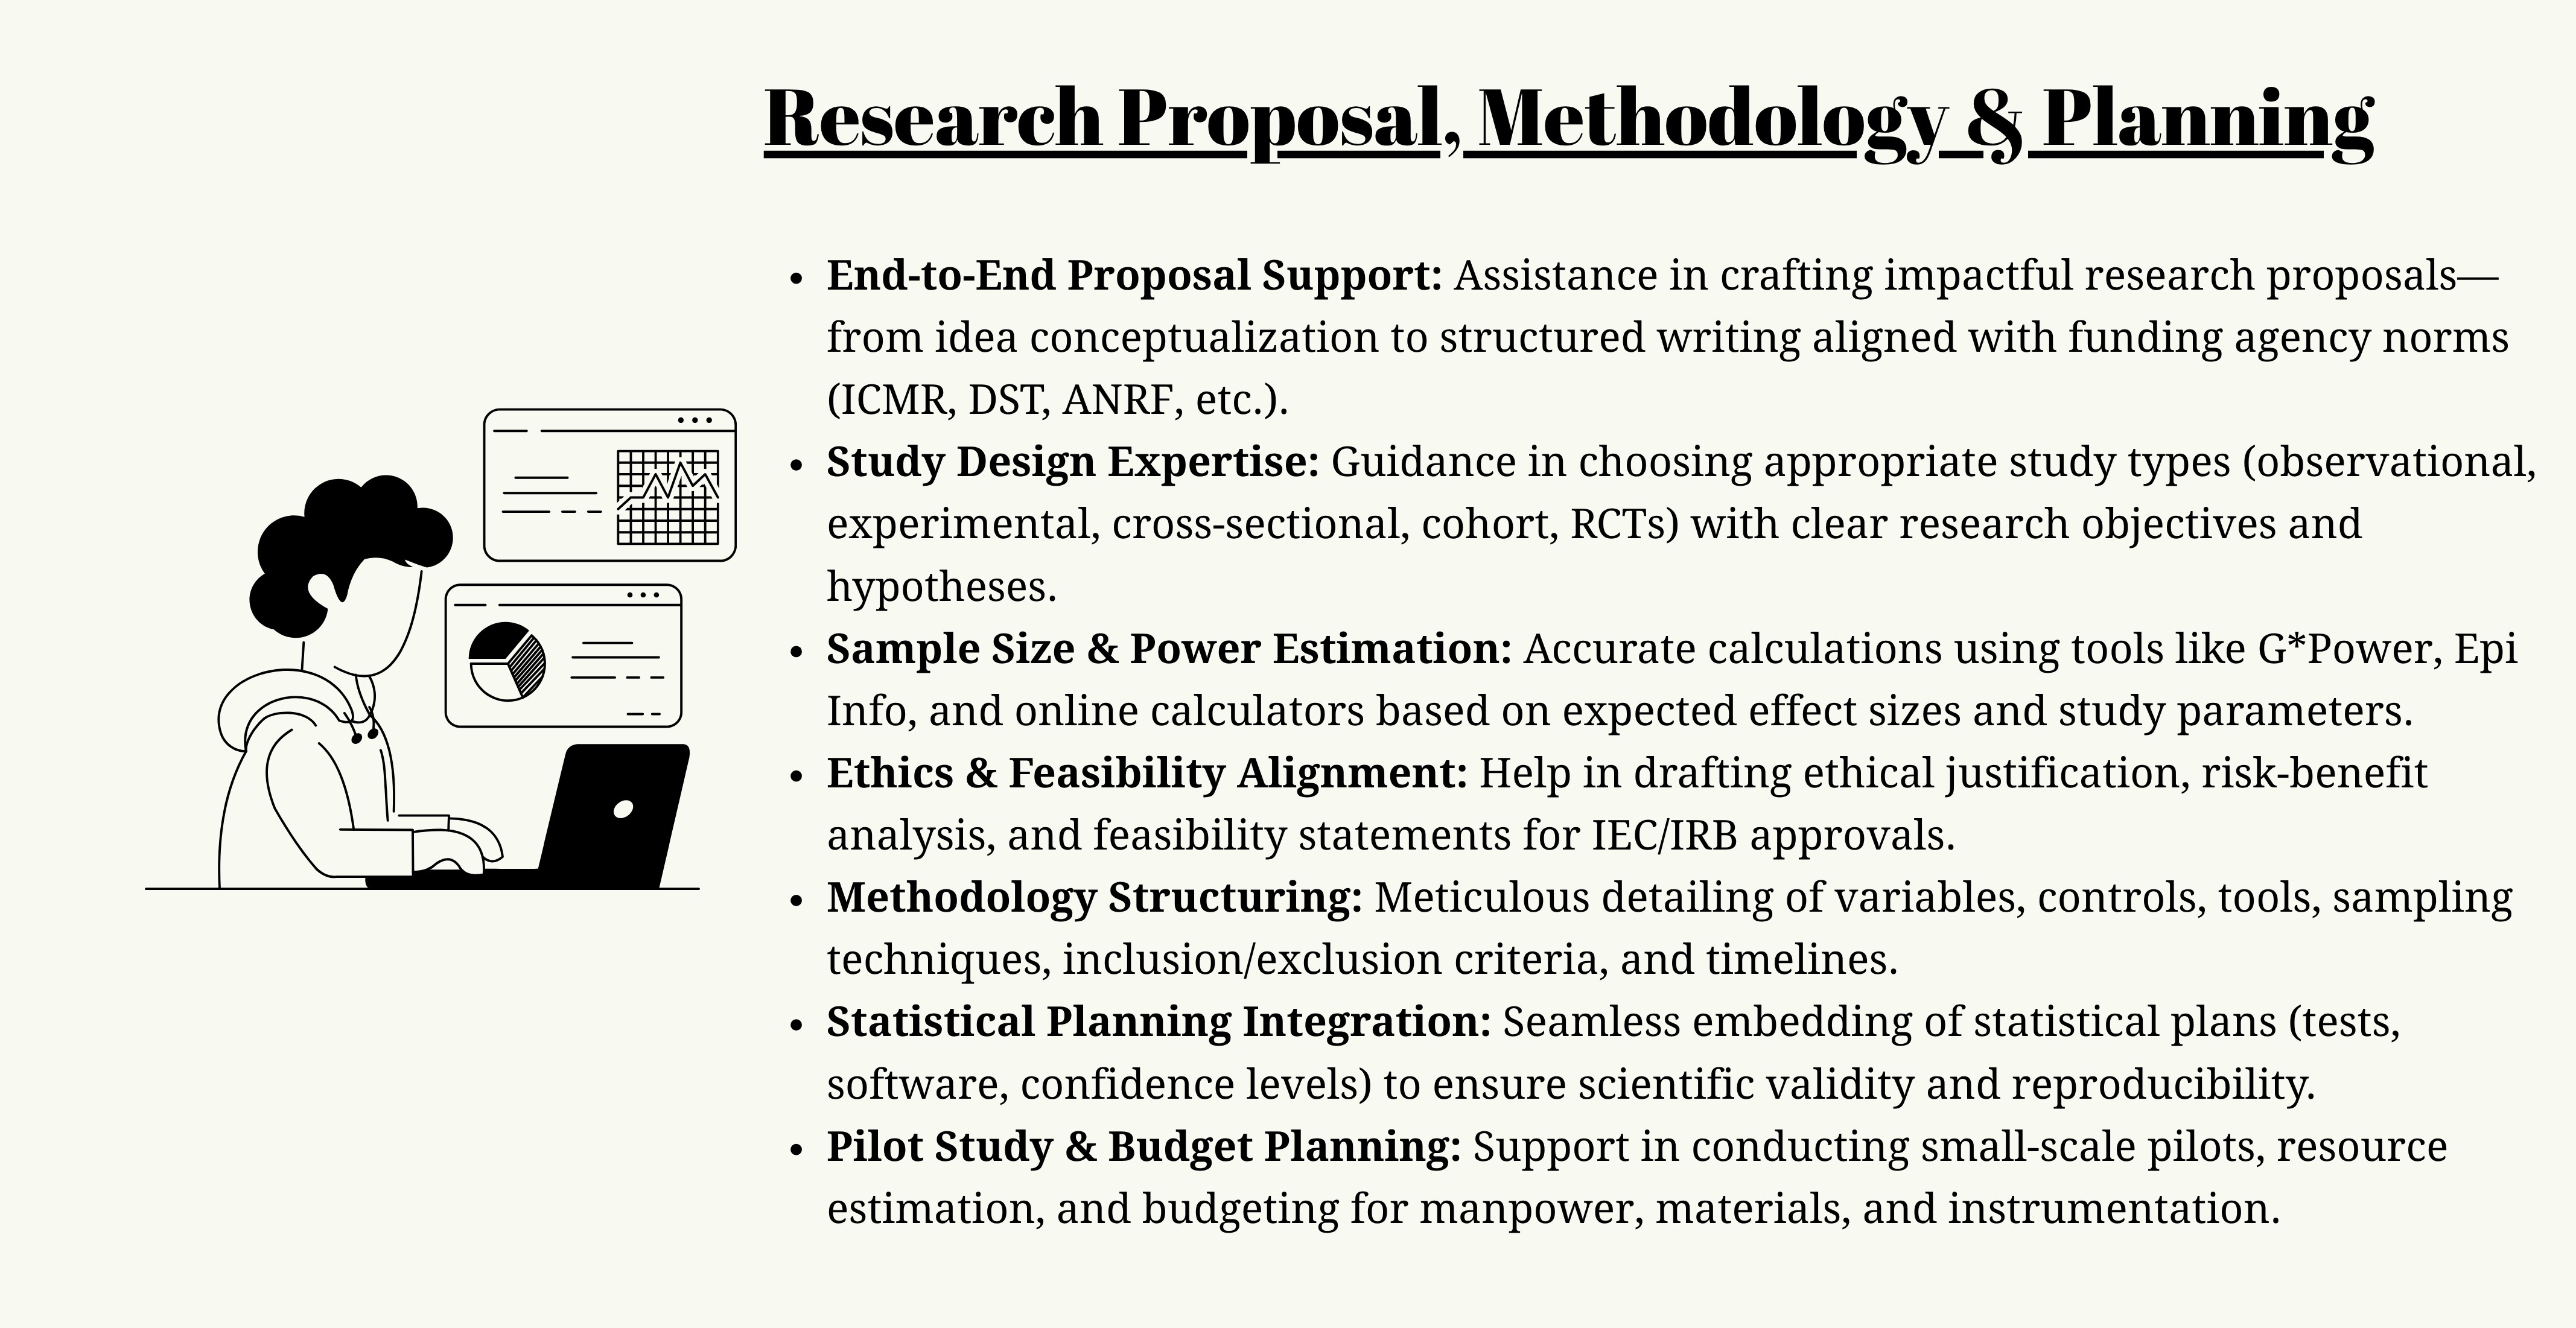 Research Proposal, Methodology & Planning
• End-to-End Proposal Support: Assistance in crafting impactful research proposals—
from idea conceptualization to structured writing aligned with funding agency norms
(ICMR, DST, ANRF, etc.).
• Study Design Expertise: Guidance in choosing appropriate study types (observational,
experimental, cross-sectional, cohort, RCTs) with clear research objectives and
hypotheses.
• Sample Size & Power Estimation: Accurate calculations using tools like G*Power, Epi
Info, and online calculators based on expected effect sizes and study parameters.
• Ethics & Feasibility Alignment: Help in drafting ethical justification, risk-benefit
analysis, and feasibility statements for IEC/IRB approvals.
• Methodology Structuring: Meticulous detailing of variables, controls, tools, sampling
techniques, inclusion/exclusion criteria, and timelines.
• Statistical Planning Integration: Seamless embedding of statistical plans (tests,
software, confidence levels) to ensure scientific validity and reproducibility.
• Pilot Study & Budget Planning: Support in conducting small-scale pilots, resource
estimation, and budgeting for manpower, materials, and instrumentation.